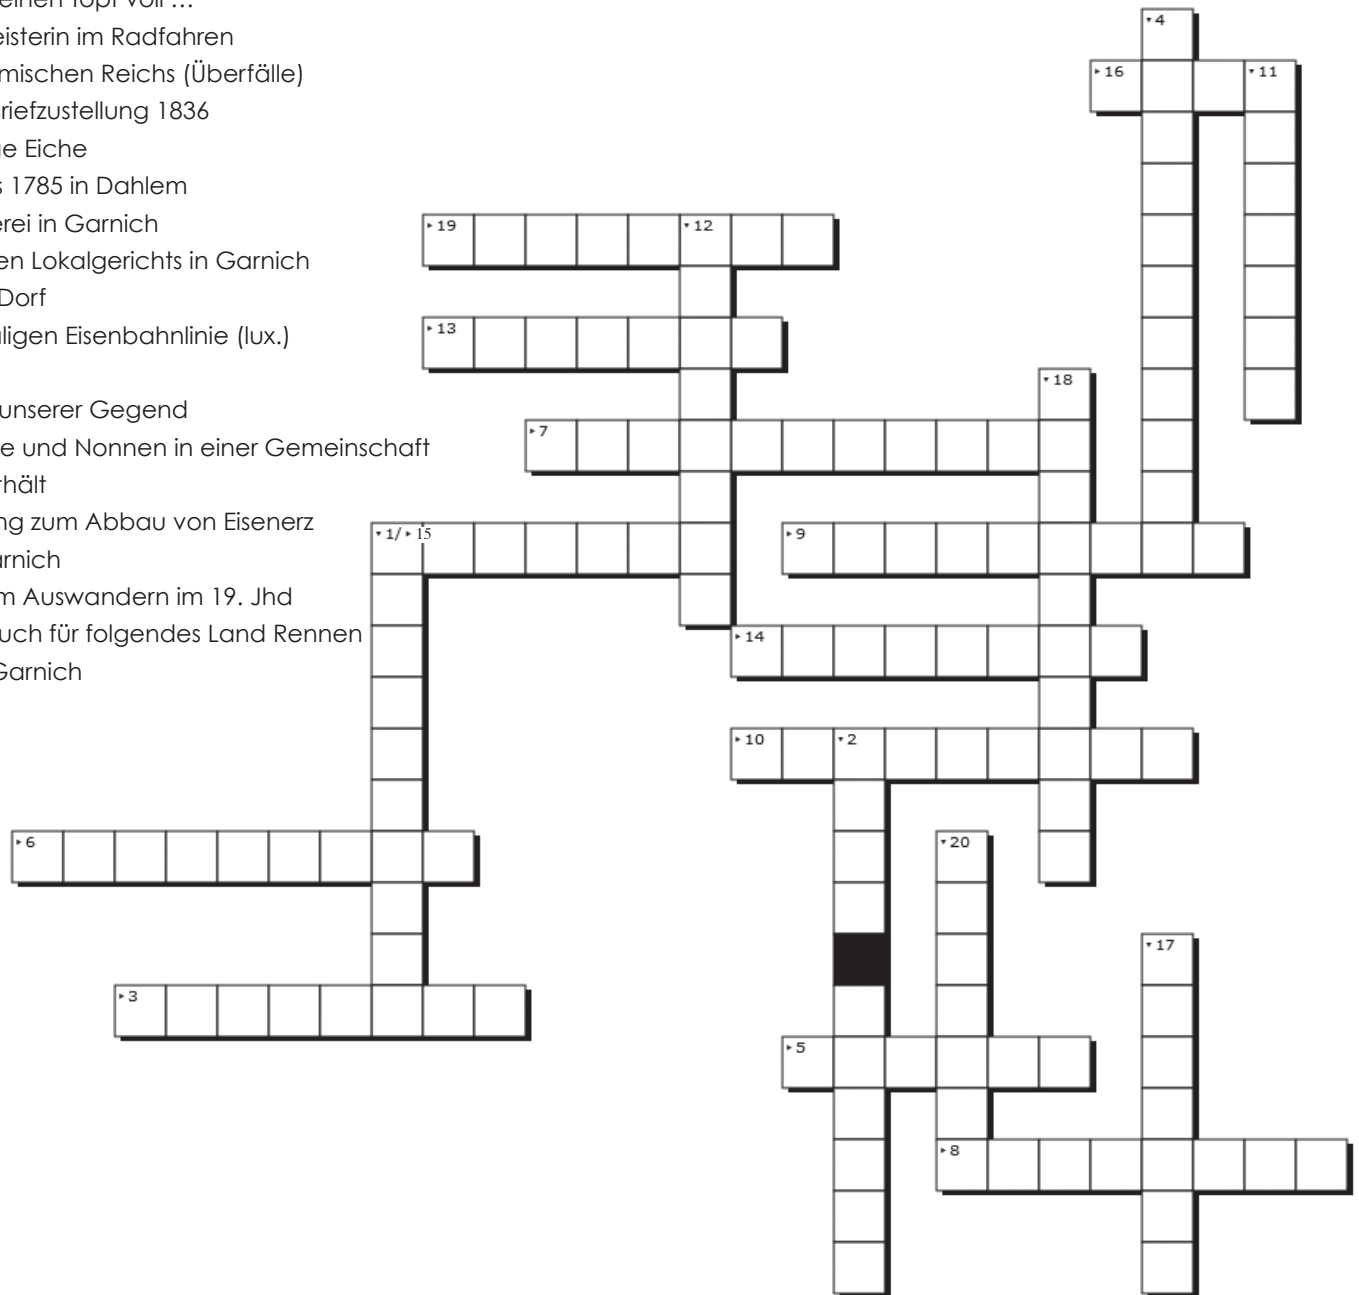 einen Topf voll ...
eisterin im Radfahren
mischen Reichs (Überfälle)
riefzustellung 1836
ge Eiche
s 1785 in Dahlem
erei in Garnich
en Lokalgerichts in Garnich
Dorf
ligen Eisenbahnlinie (lux.)
unserer Gegend
e und Nonnen in einer Gemeinschaft
thält
ng zum Abbau von Eisenerz
arnich
m Auswandern im 19. Jhd
uch für folgendes Land Rennen
Garnich
▾4
▸16 ▾11
▸19 ▾12
▸13
▾18
▸7
▾1/▸15 ▸9
▸14
▸10 ▾2
▸6 ▾20
▾17
▸3
▸5
▸8